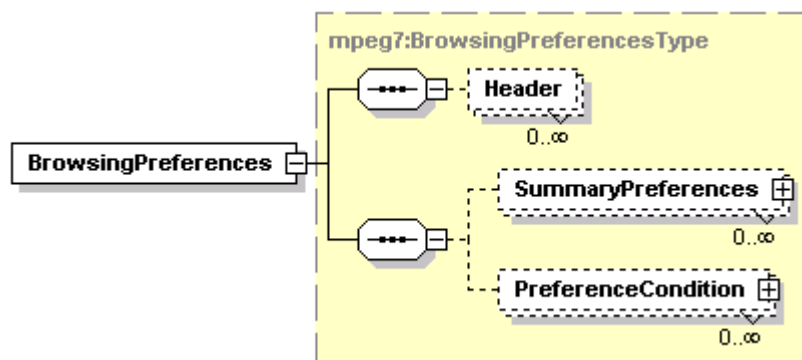 mpeg7:BrowsingPreferencesType
Header
0..∞
BrowsingPreferences
SummaryPreferences
0..∞
PreferenceCondition
0..∞